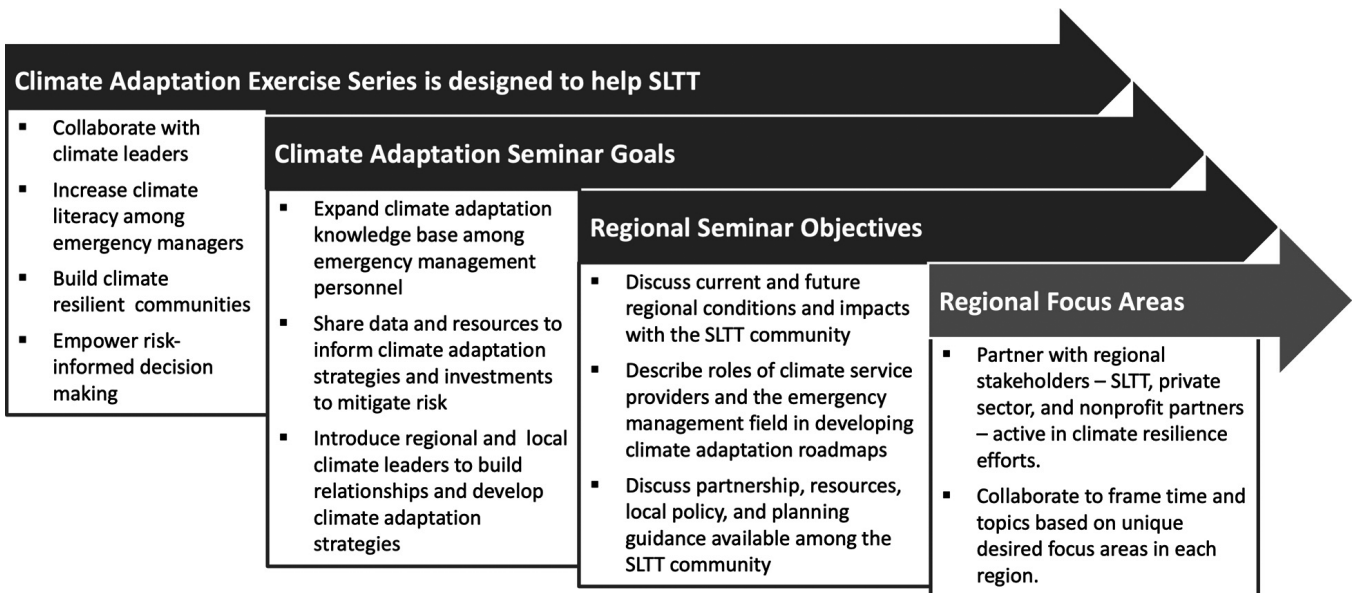 Climate Adaptation Exercise Series is designed to help SLTT
▪ Collaborate with
climate leaders
▪ Increase climate
literacy among
emergency managers
▪ Build climate
resilient communities
▪ Empower risk-
informed decision
making
Climate Adaptation Seminar Goals
▪ Expand climate adaptation
knowledge base among
emergency management
personnel
▪ Share data and resources to
inform climate adaptation
strategies and investments
to mitigate risk
▪ Introduce regional and local
climate leaders to build
relationships and develop
climate adaptation
strategies
Regional Seminar Objectives
▪ Discuss current and future
regional conditions and impacts
with the SLTT community
▪ Describe roles of climate service
providers and the emergency
management field in developing
climate adaptation roadmaps
▪ Discuss partnership, resources,
local policy, and planning
guidance available among the
SLTT community
Regional Focus Areas
▪ Partner with regional
stakeholders – SLTT, private
sector, and nonprofit partners
– active in climate resilience
efforts.
▪ Collaborate to frame time and
topics based on unique
desired focus areas in each
region.